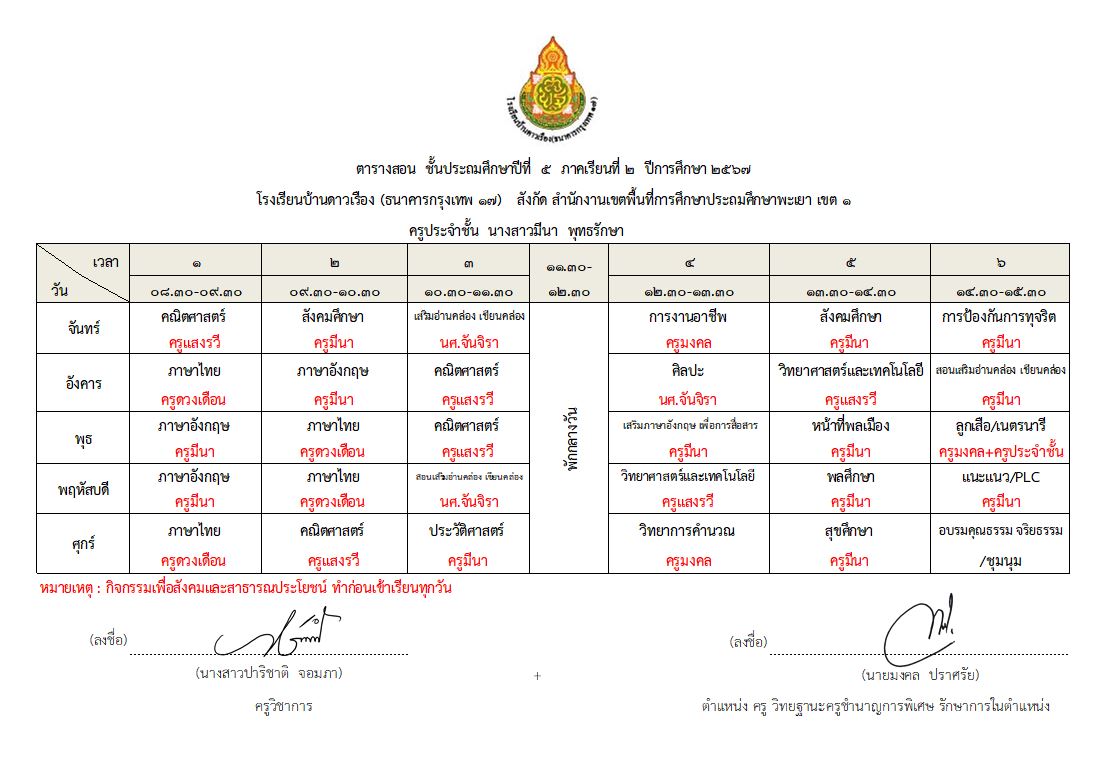 โรงเรียนบ้านดาวเรือง(ธนาคารกรุงเทพ ๑๗)
ตารางสอน ชั้นประถมศึกษาปีที่ ๕ ภาคเรียนที่ ๒ ปีการศึกษา ๒๕๖๗
โรงเรียนบ้านดาวเรือง (ธนาคารกรุงเทพ ๑๗) สังกัด สำนักงานเขตพื้นที่การศึกษาประถมศึกษาพะเยา เขต ๑
ครูประจำชั้น นางสาวมีนา พุทธรักษา
เวลา ๑ ๒ ๓ ๑๑.๓๐- ๔ ๕ ๖
วัน ๐๘.๓๐-๐๙.๓๐ ๐๙.๓๐-๑๐.๓๐ ๑๐.๓๐-๑๑.๓๐ ๑๒.๓๐ ๑๒.๓๐-๑๓.๓๐ ๑๓.๓๐-๑๔.๓๐ ๑๔.๓๐-๑๕.๓๐
จันทร์ คณิตศาสตร์ สังคมศึกษา เสริมอ่านคล่อง เขียนคล่อง การงานอาชีพ สังคมศึกษา การป้องกันการทุจริต
ครูแสงรวี ครูมีนา นศ.จันจิรา ครูมงคล ครูมีนา ครูมีนา
อังคาร ภาษาไทย ภาษาอังกฤษ คณิตศาสตร์ ศิลปะ วิทยาศาสตร์และเทคโนโลยี สอนเสริมอ่านคล่อง เขียนคล่อง
ครูดวงเดือน ครูมีนา ครูแสงรวี นศ.จันจิรา ครูแสงรวี ครูมีนา
พักกลางวัน
พุธ ภาษาอังกฤษ ภาษาไทย คณิตศาสตร์ เสริมภาษาอังกฤษ เพื่อการสื่อสาร หน้าที่พลเมือง ลูกเสือ/เนตรนารี
ครูมีนา ครูดวงเดือน ครูแสงรวี ครูมีนา ครูมีนา ครูมงคล+ครูประจำชั้น
พฤหัสบดี ภาษาอังกฤษ ภาษาไทย สอนเสริมอ่านคล่อง เขียนคล่อง วิทยาศาสตร์และเทคโนโลยี พลศึกษา แนะแนว/PLC
ครูมีนา ครูดวงเดือน นศ.จันจิรา ครูแสงรวี ครูมีนา ครูมีนา
ศุกร์ ภาษาไทย คณิตศาสตร์ ประวัติศาสตร์ วิทยาการคำนวณ สุขศึกษา อบรมคุณธรรม จริยธรรม
ครูดวงเดือน ครูแสงรวี ครูมีนา ครูมงคล ครูมีนา /ชุมนุม
หมายเหตุ : กิจกรรมเพื่อสังคมและสาธารณประโยชน์ ทำก่อนเข้าเรียนทุกวัน
(ลงชื่อ) (ลงชื่อ)
(นางสาวปาริชาติ จอมภา) + (นายมงคล ปราศรัย)
ครูวิชาการ ตำแหน่ง ครู วิทยฐานะครูชำนาญการพิเศษ รักษาการในตำแหน่ง